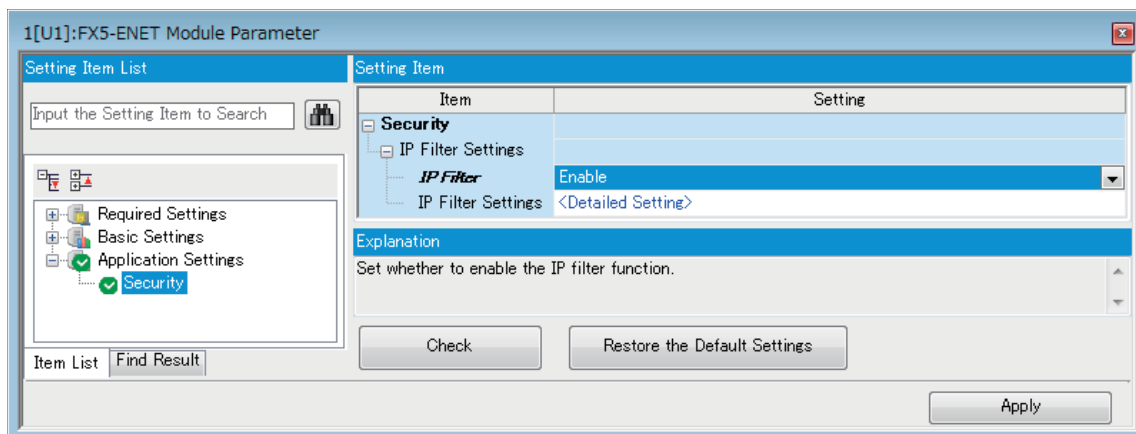 1[U1]:FX5-ENET Module Parameter
Setting Item List
Input the Setting Item to Search
Required Settings
Basic Settings
Application Settings
Security
Item List
Find Result
Setting Item
Item
Setting
Security
IP Filter Settings
IP Filter
Enable
IP Filter Settings
<Detailed Setting>
Explanation
Set whether to enable the IP filter function.
Check
Restore the Default Settings
Apply